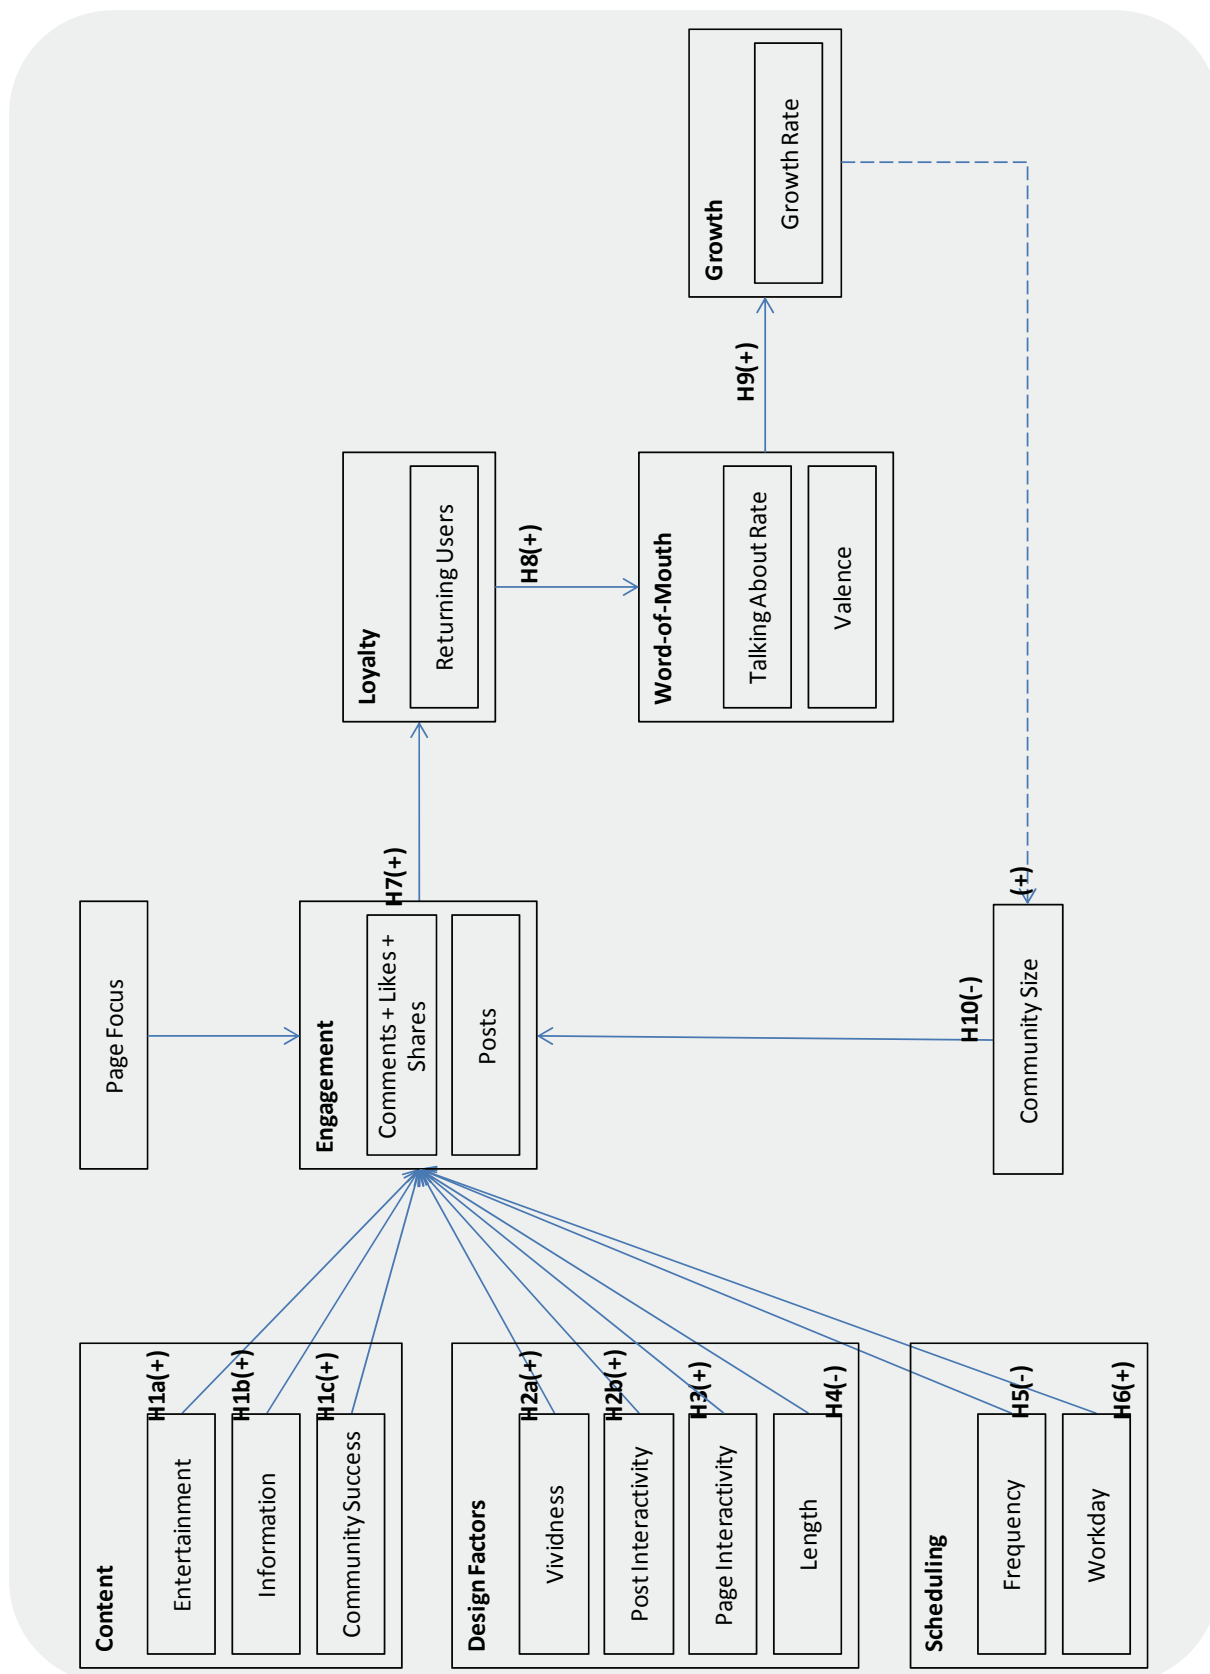 Content
Entertainment
H1a(+)
Information
H1b(+)
Community Success
H1c(+)
Design Factors
Vividness
H2a(+)
Post Interactivity
H2b(+)
Page Interactivity
H3(+)
Length
H4(-)
Scheduling
Frequency
H5(-)
Workday
H6(+)
Page Focus
Engagement
Comments + Likes +
Shares
Posts
H7(+)
H10(-)
Community Size
(+)
Loyalty
Returning Users
H8(+)
Word-of-Mouth
Talking About Rate
Valence
H9(+)
Growth
Growth Rate